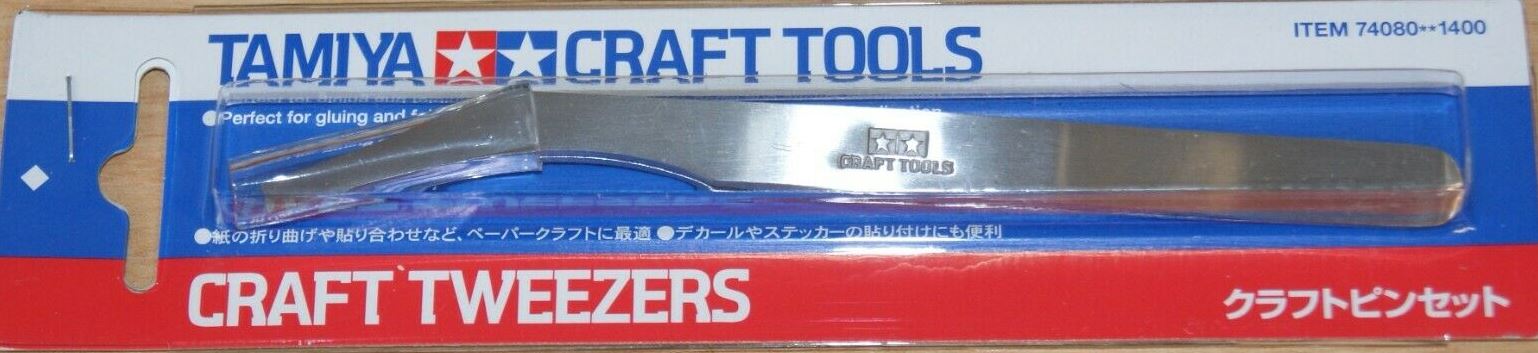 TAMIYA CRAFT TOOLS
ITEM 74080**1400
●Perfect for gluing and
CRAFT TOOLS
●紙の折り曲げや貼り合わせなど、ペーパークラフトに最適 ●デカールやステッカーの貼り付けにも便利
CRAFT TWEEZERS
クラフトピンセット